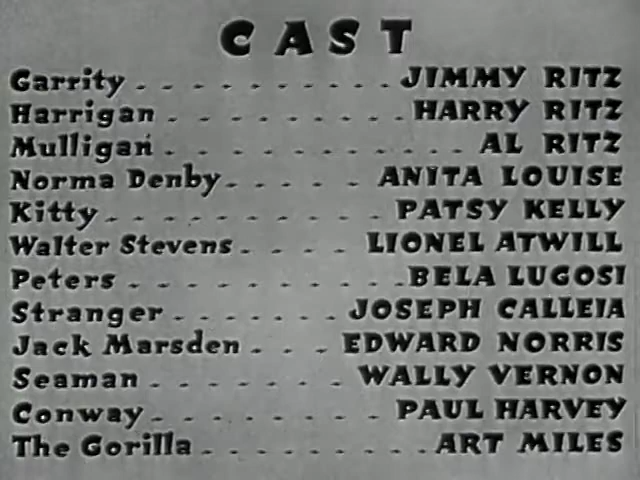 CAST
Garrity . . . . . . . . . . JIMMY RITZ
Harrigan . . . . . . . . . HARRY RITZ
Mulligan . . . . . . . . . . . AL RITZ
Norma Denby . . . . . ANITA LOUISE
Kitty . . . . . . . . . . PATSY KELLY
Walter Stevens . . . . LIONEL ATWILL
Peters . . . . . . . . . . BELA LUGOSI
Stranger . . . . . . . JOSEPH CALLEIA
Jack Marsden . . . EDWARD NORRIS
Seaman . . . . . . . WALLY VERNON
Conway . . . . . . . . PAUL HARVEY
The Gorilla . . . . . . . . . ART MILES